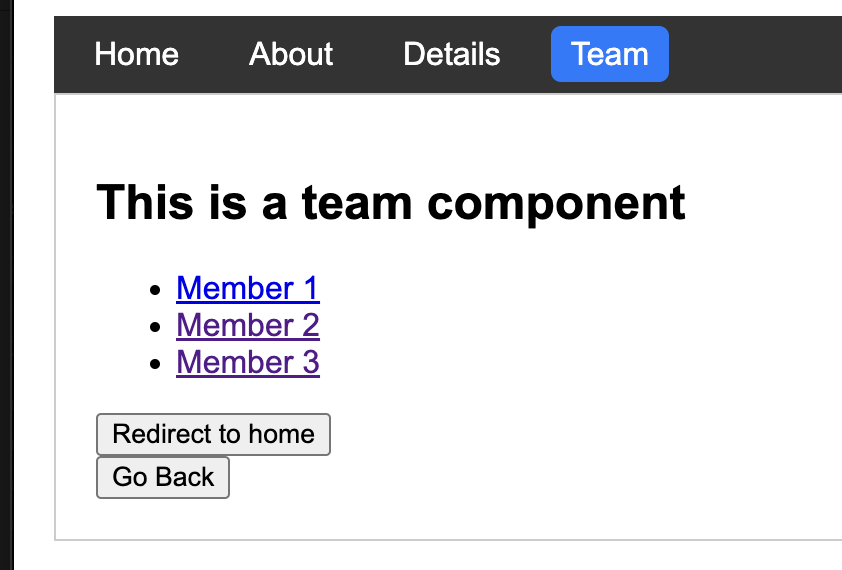 Home About Details Team
This is a team component
Member 1
Member 2
Member 3
Redirect to home
Go Back